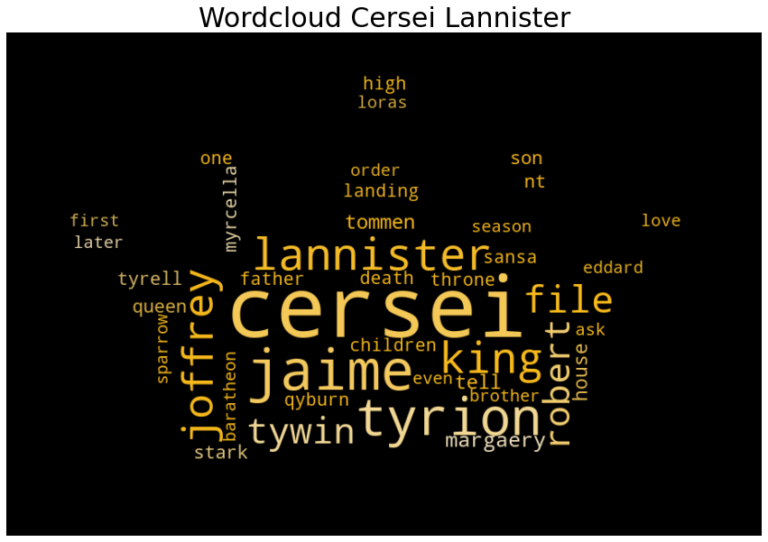 Wordcloud Cersei Lannister
high
loras
one
son
order
nt
landing
myrcella
first
tommen
season
love
later
lannister
sansa
eddard
tyrell
father
death
throne
queen
cersei
file
joffrey
sparrow
children
king
robert
ask
house
baratheon
jaime
even
tell
qyburn
brother
tywin
tyrion
margaery
stark